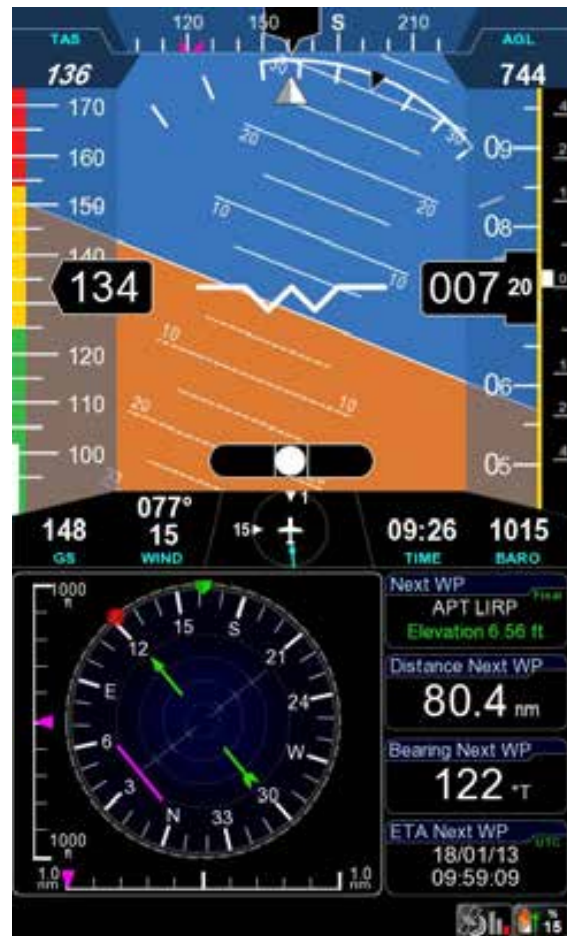 120 150 S 210
TAS AGL
136 744
30
170
160
150
140
120
110
100
134
20 30
20
10 20
10
10
10
20
09
08
06
05
007 20
077° 1
148 15 15 09:26 1015
GS WIND TIME BARO
1000
ft
1000
ft
1.0
nm
1.0
nm
12 15 S 21 24 W 30 33 N 3 6 E
Next WP
Final
APT LIRP
Elevation 6.56 ft
Distance Next WP
80.4 nm
Bearing Next WP
122 °T
ETA Next WP
UTC
18/01/13
09:59:09
%
15